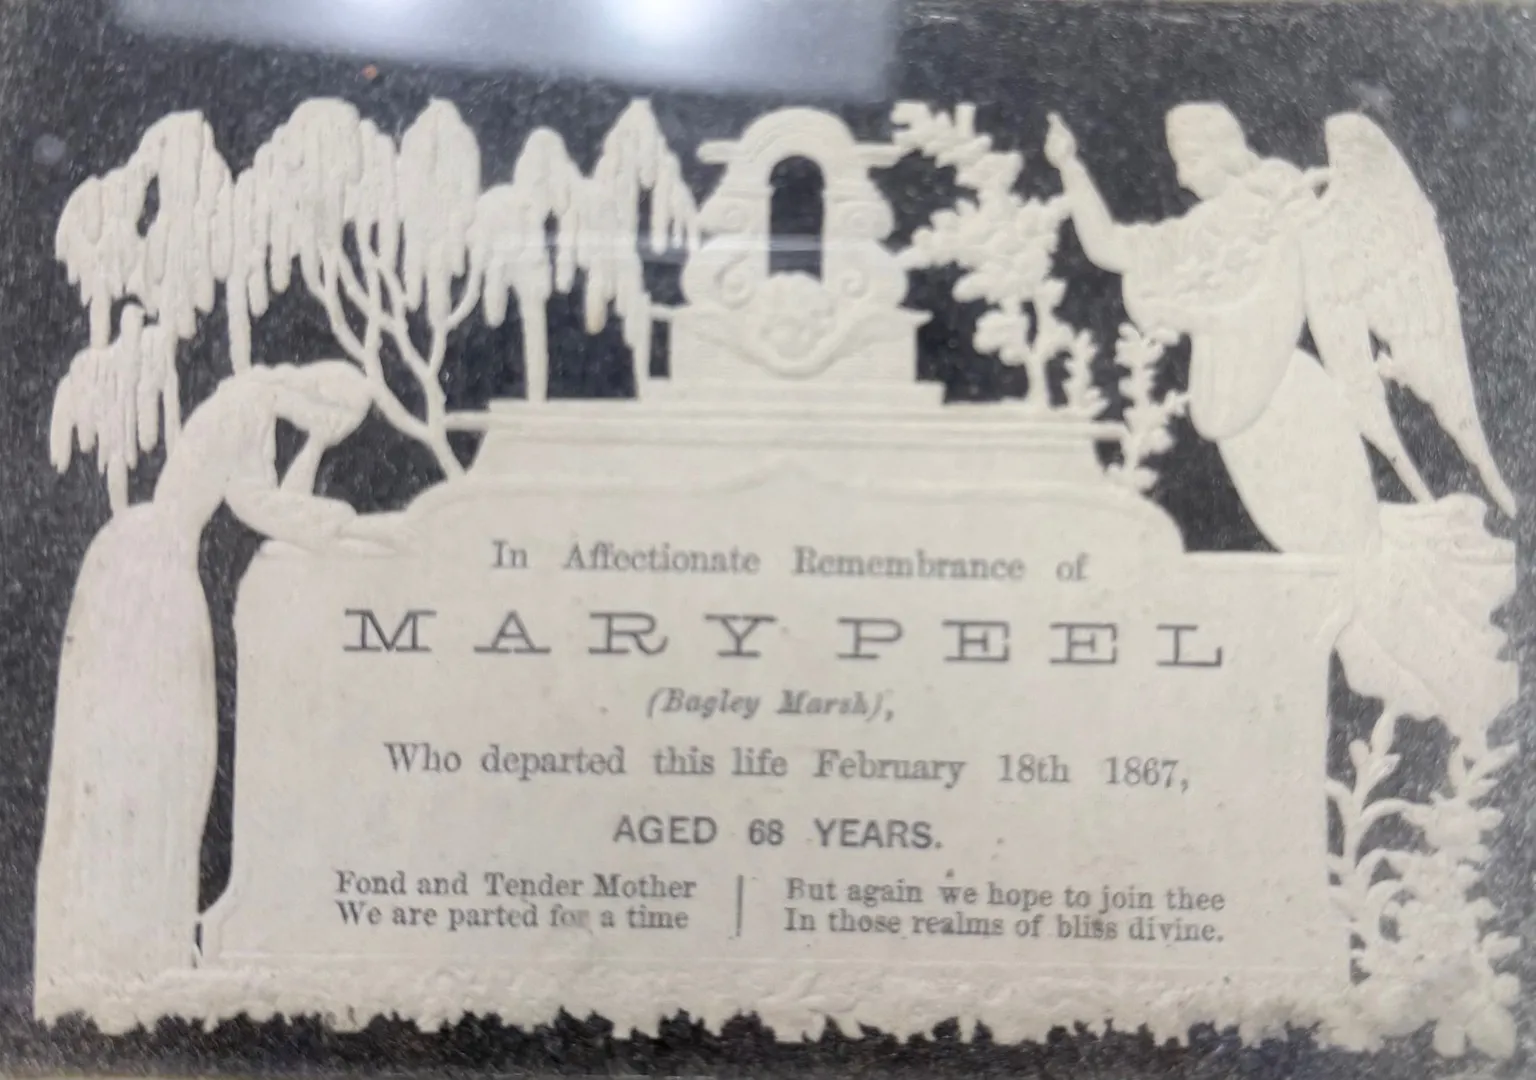 In Affectionate Remembrance of
MARY PEEL
(Bagley Marsh),
Who departed this life February 18th 1867,
AGED 68 YEARS.
Fond and Tender Mother
We are parted for a time
But again we hope to join thee
In those realms of bliss divine.